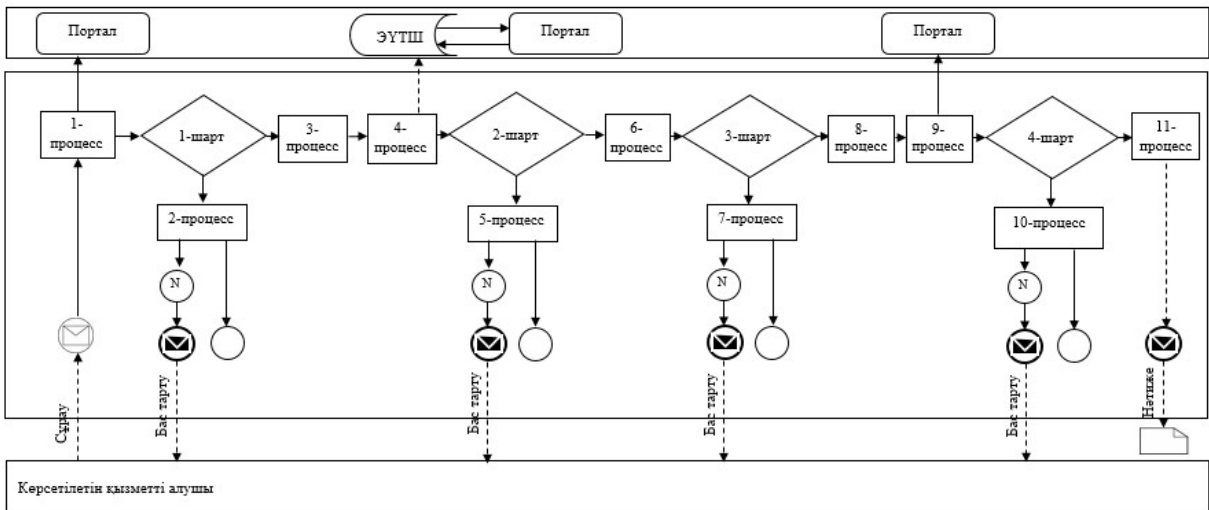 Портал
ЭҮТШ
Портал
Портал
1-
процесс
1-шарт
3-
процесс
4-
процесс
2-шарт
6-
процесс
3-шарт
8-
процесс
9-
процесс
4-шарт
11-
процесс
2-процесс
5-процесс
7-процесс
10-процесс
N
N
N
N
Сұрау
Бас тарту
Бас тарту
Бас тарту
Бас тарту
Нәтиже
Көрсетілетін қызметті алушы